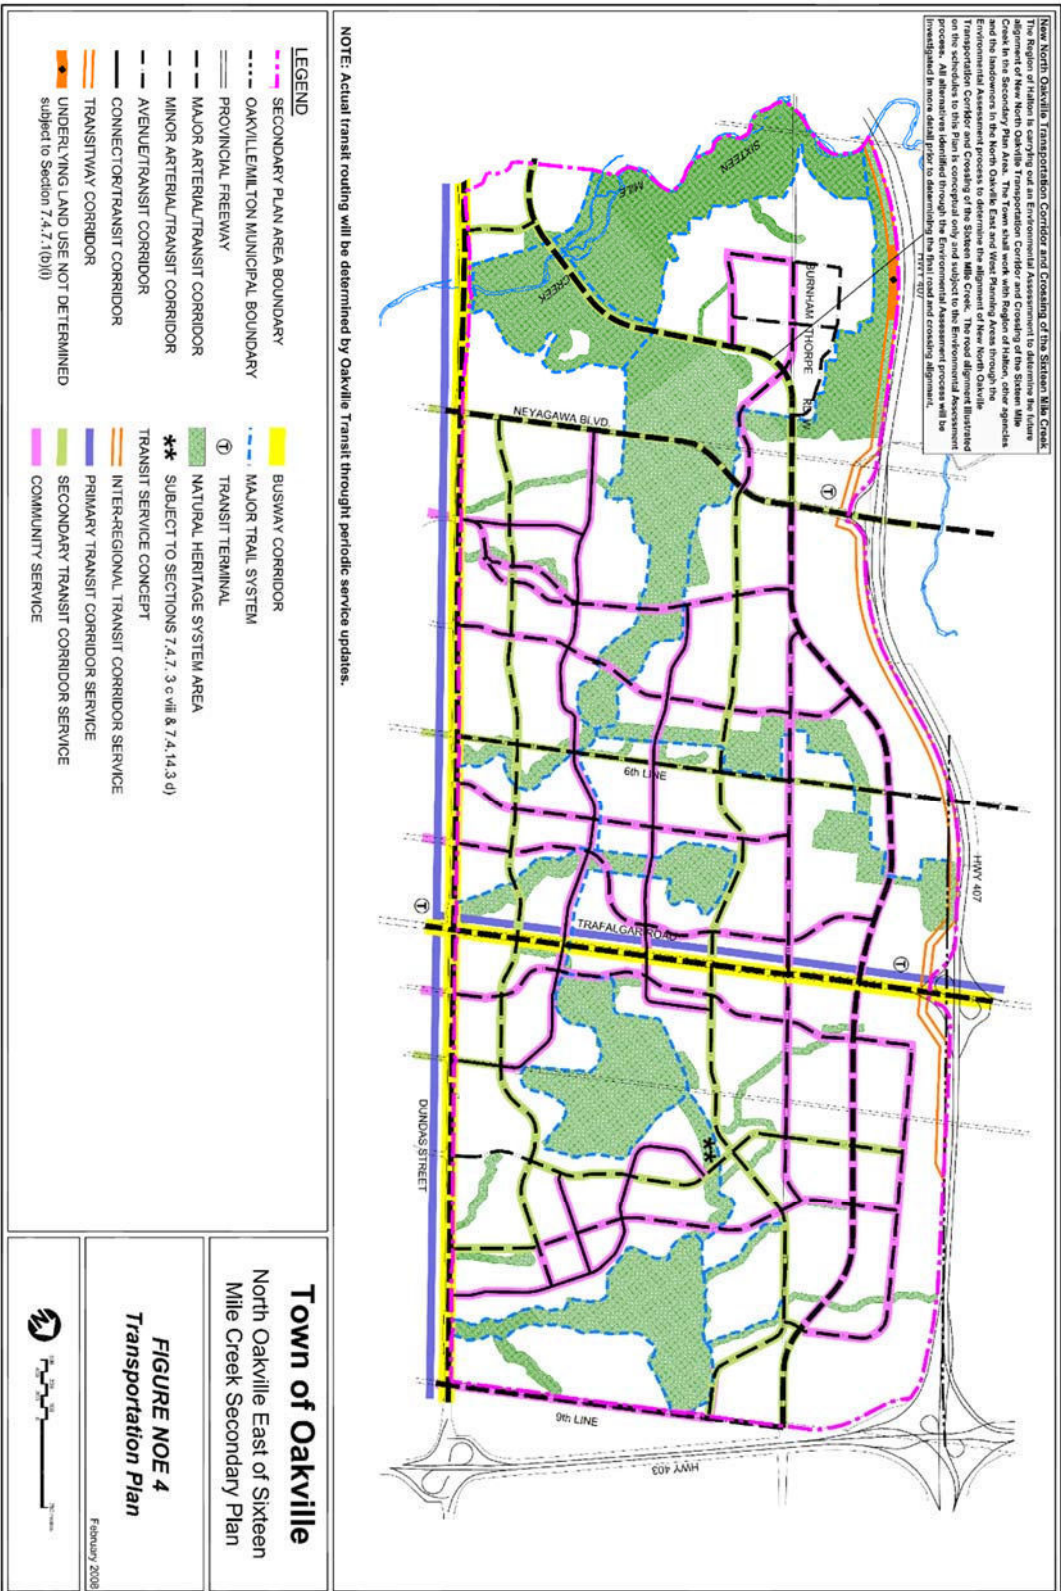 New North Oakville Transportation Corridor and Crossing of the Sixteen Mile Creek
The Region of Halton is carrying out an Environmental Assessment to determine the future
alignment of New North Oakville Transportation Corridor and Crossing of the Sixteen Mile
Creek in the Secondary Plan Area. The Town shall work with Region of Halton, other agencies
and the landowners in the North Oakville East and West Planning Areas through the
Environmental Assessment process to determine the alignment of New North Oakville
Transportation Corridor and Crossing of the Sixteen Mile Creek. The road alignment illustrated
on the schedules to this Plan is conceptual only and subject to the Environmental Assessment
process. All alternatives identified through the Environmental Assessment process will be
investigated in more detail prior to determining the final road and crossing alignment.
HWY 407
HWY 407
SIXTEEN
MILE
CREEK
BURNHAMTHORPE RD W
NEYAGAWA BLVD.
6th LINE
TRAFALGAR ROAD
DUNDAS STREET
9th LINE
HWY 403
T
T
T
**
NOTE: Actual transit routing will be determined by Oakville Transit throught periodic service updates.
LEGEND
SECONDARY PLAN AREA BOUNDARY
OAKVILLE/MILTON MUNICIPAL BOUNDARY
PROVINCIAL FREEWAY
MAJOR ARTERIAL/TRANSIT CORRIDOR
MINOR ARTERIAL/TRANSIT CORRIDOR
AVENUE/TRANSIT CORRIDOR
CONNECTOR/TRANSIT CORRIDOR
TRANSITWAY CORRIDOR
UNDERLYING LAND USE NOT DETERMINED
subject to Section 7.4.7.1(b)(i)
BUSWAY CORRIDOR
MAJOR TRAIL SYSTEM
T TRANSIT TERMINAL
NATURAL HERITAGE SYSTEM AREA
** SUBJECT TO SECTIONS 7.4.7. 3 c viii & 7.4.14.3 d)
TRANSIT SERVICE CONCEPT
INTER-REGIONAL TRANSIT CORRIDOR SERVICE
PRIMARY TRANSIT CORRIDOR SERVICE
SECONDARY TRANSIT CORRIDOR SERVICE
COMMUNITY SERVICE
Town of Oakville
North Oakville East of Sixteen
Mile Creek Secondary Plan
FIGURE NOE 4
Transportation Plan
February 2008